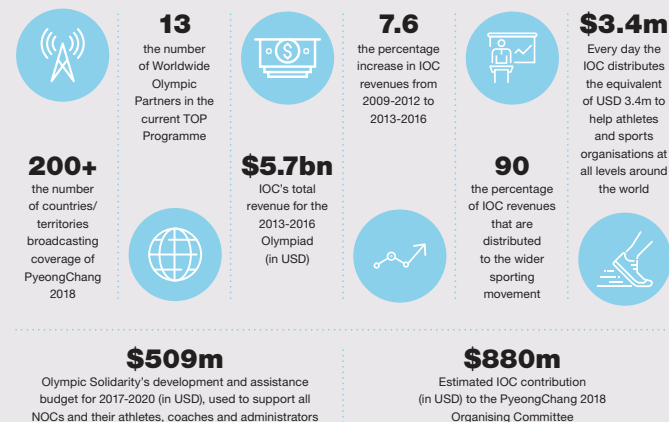 200+
the number
of countries/
territories
broadcasting
coverage of
PyeongChang
2018
13
the number
of Worldwide
Olympic
Partners in the
current TOP
Programme
$5.7bn
IOC's total
revenue for the
2013-2016
Olympiad
(in USD)
7.6
the percentage
increase in IOC
revenues from
2009-2012 to
2013-2016
90
the percentage
of IOC revenues
that are
distributed
to the wider
sporting
movement
$3.4m
Every day the
IOC distributes
the equivalent
of USD 3.4m to
help athletes
and sports
organisations at
all levels around
the world
$509m
Olympic Solidarity's development and assistance
budget for 2017-2020 (in USD), used to support all
NOCs and their athletes, coaches and administrators
$880m
Estimated IOC contribution
(in USD) to the PyeongChang 2018
Organising Committee